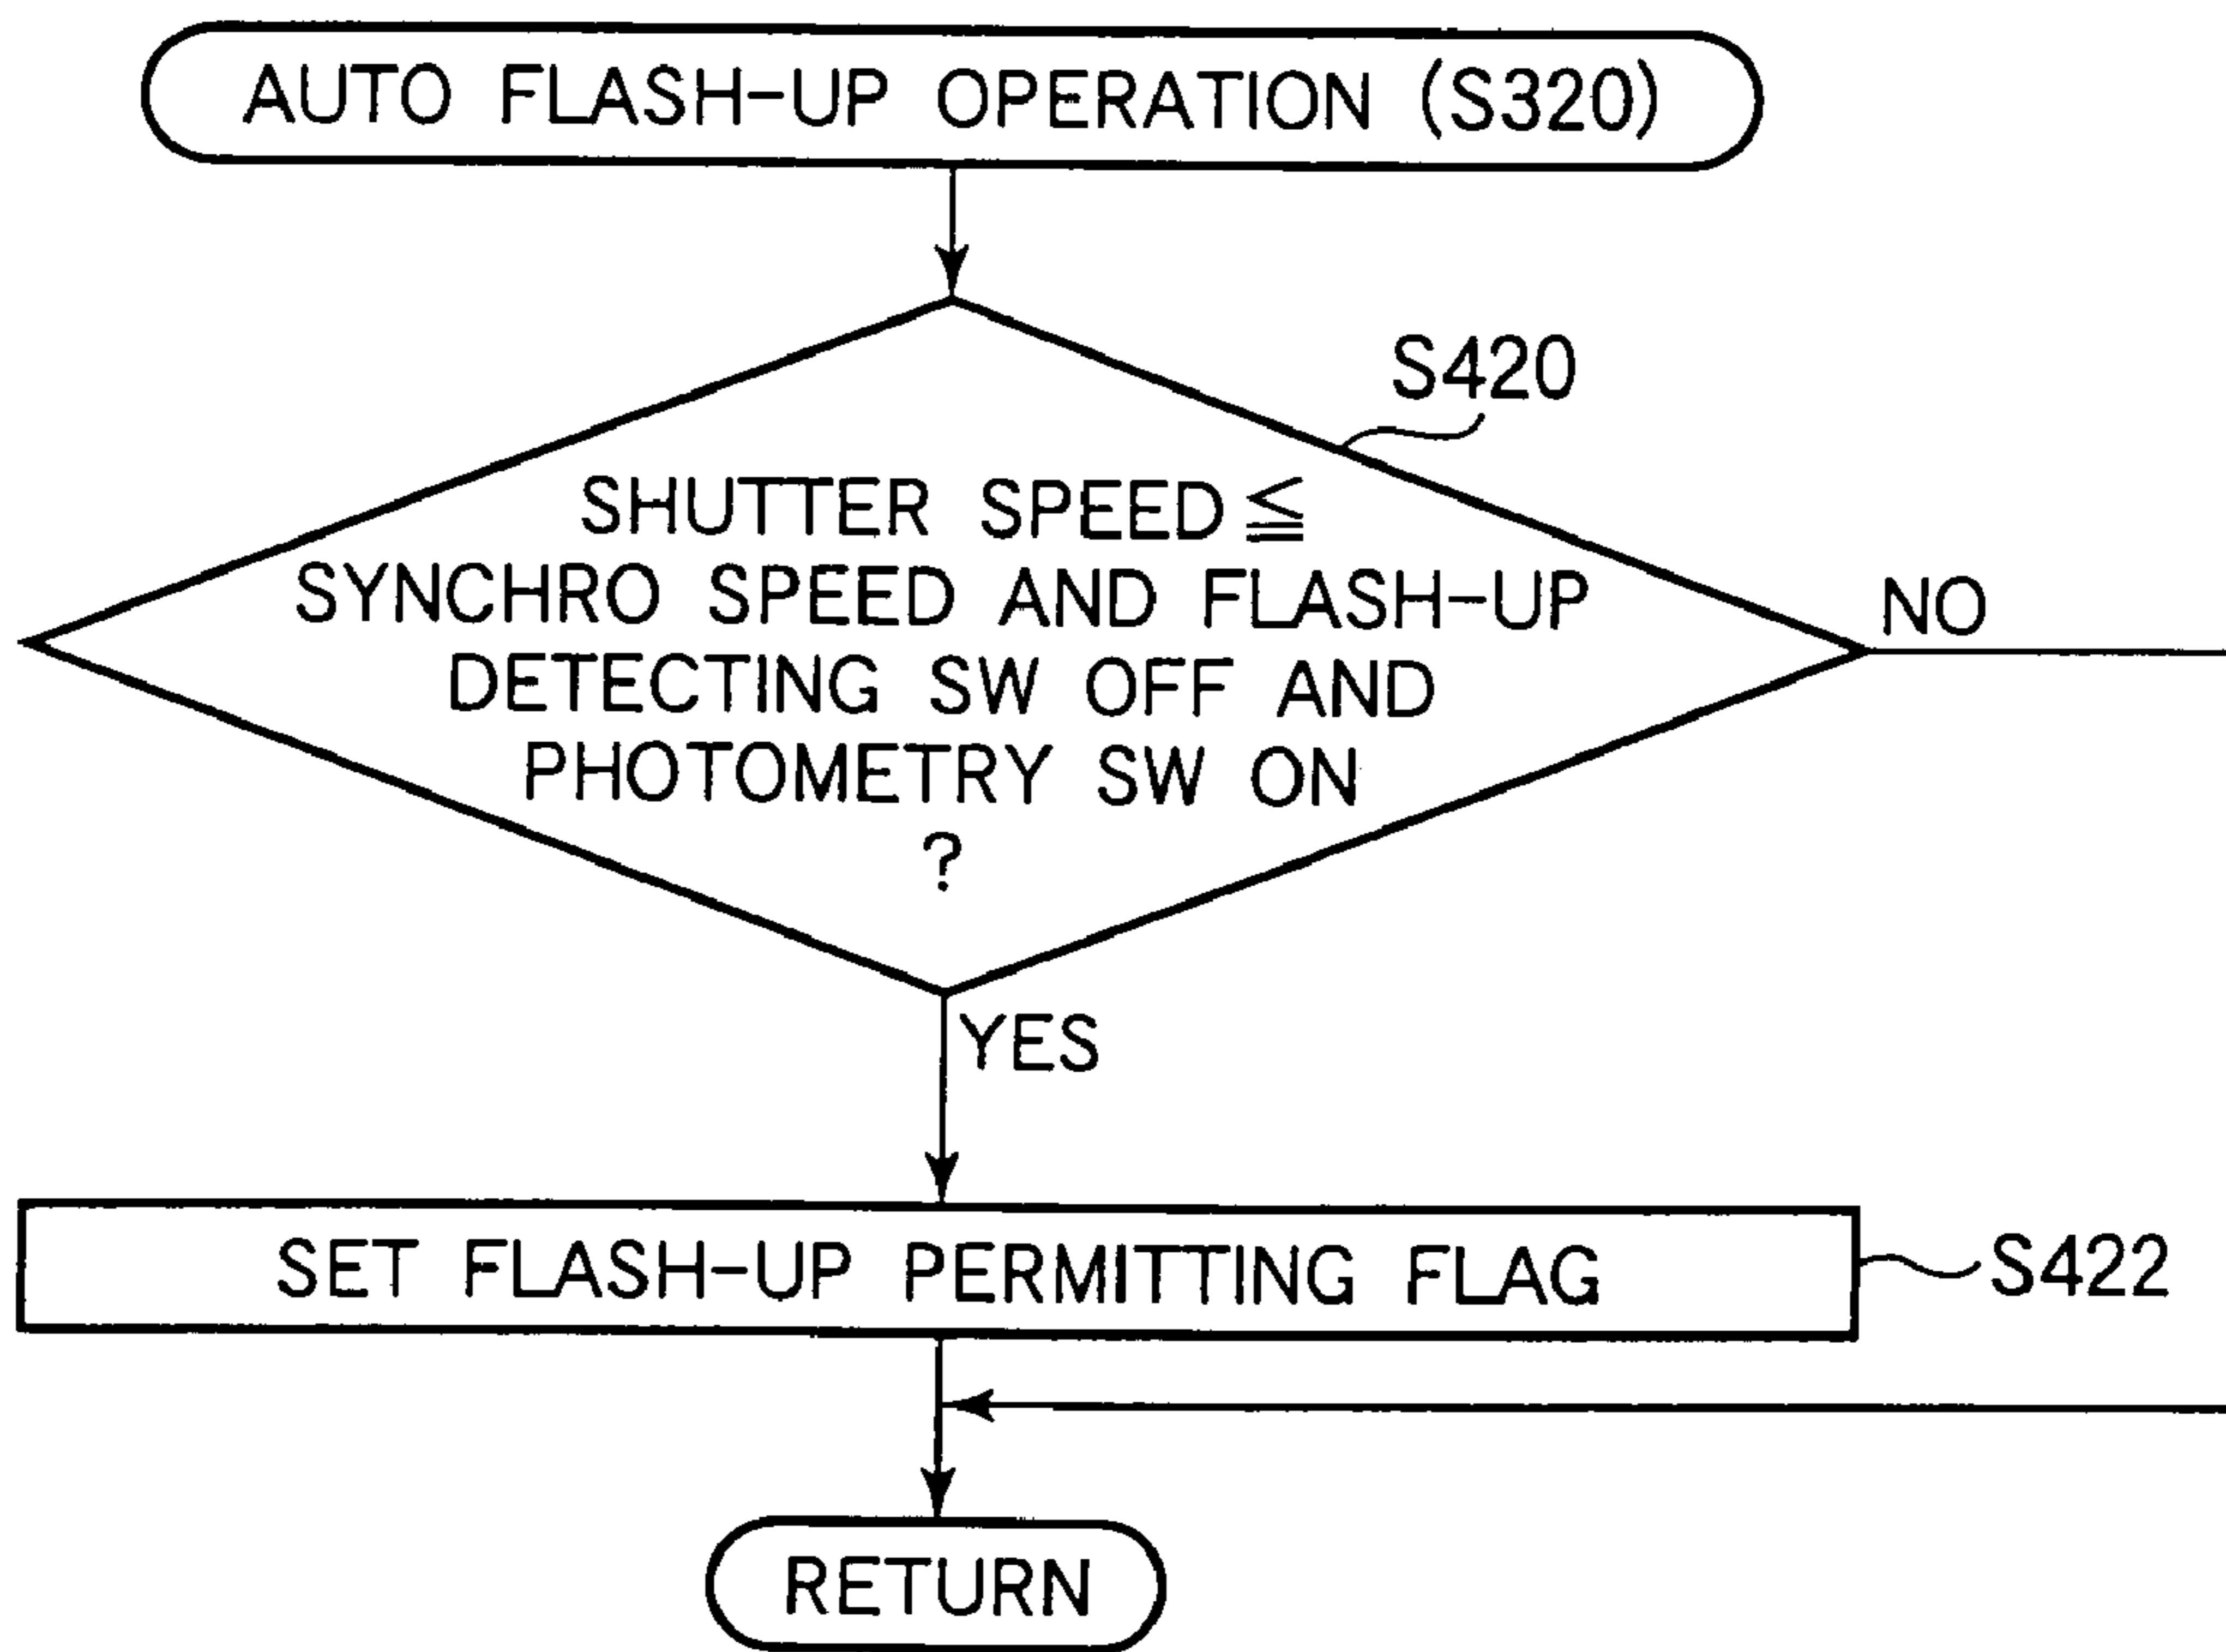 AUTO FLASH-UP OPERATION (S320)
S420
SHUTTER SPEED≦
SYNCHRO SPEED AND FLASH-UP
DETECTING SW OFF AND
PHOTOMETRY SW ON
?
NO
YES
SET FLASH-UP PERMITTING FLAG
S422
RETURN